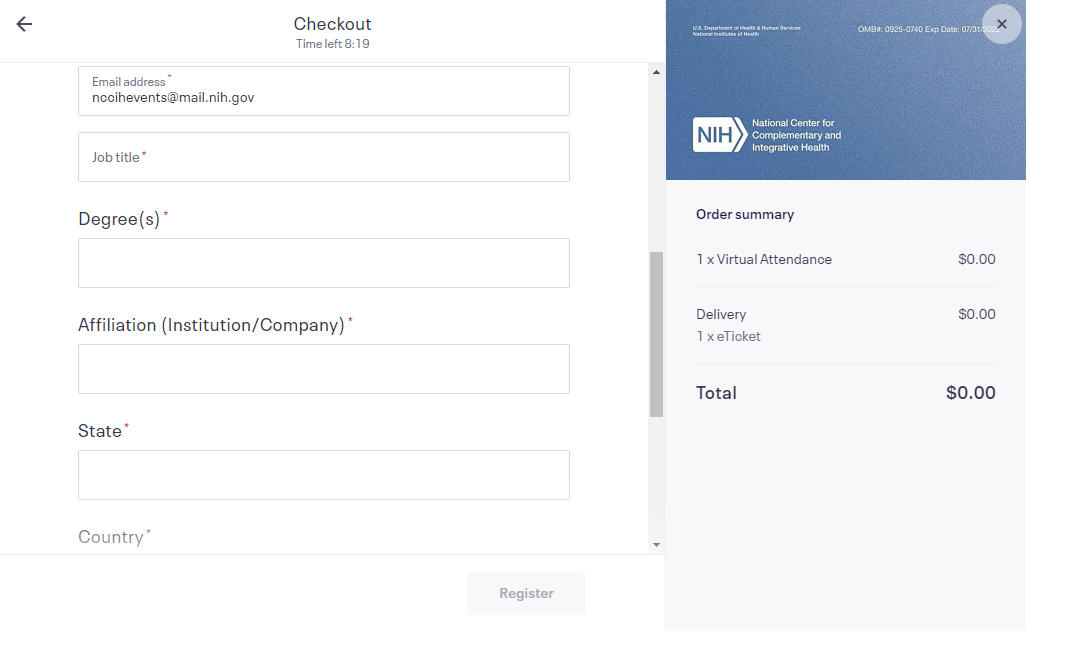 Checkout
Time left 8:19
Email address *
nccihevents@mail.nih.gov
Job title *
Degree(s) *
Affiliation (Institution/Company) *
State *
Country *
Register
U.S. Department of Health & Human Services
National Institutes of Health
OMB#: 0925-0740 Exp Date: 07/31/2022
NIH
National Center for
Complementary and
Integrative Health
Order summary
1 x Virtual Attendance $0.00
Delivery $0.00
1 x eTicket
Total $0.00